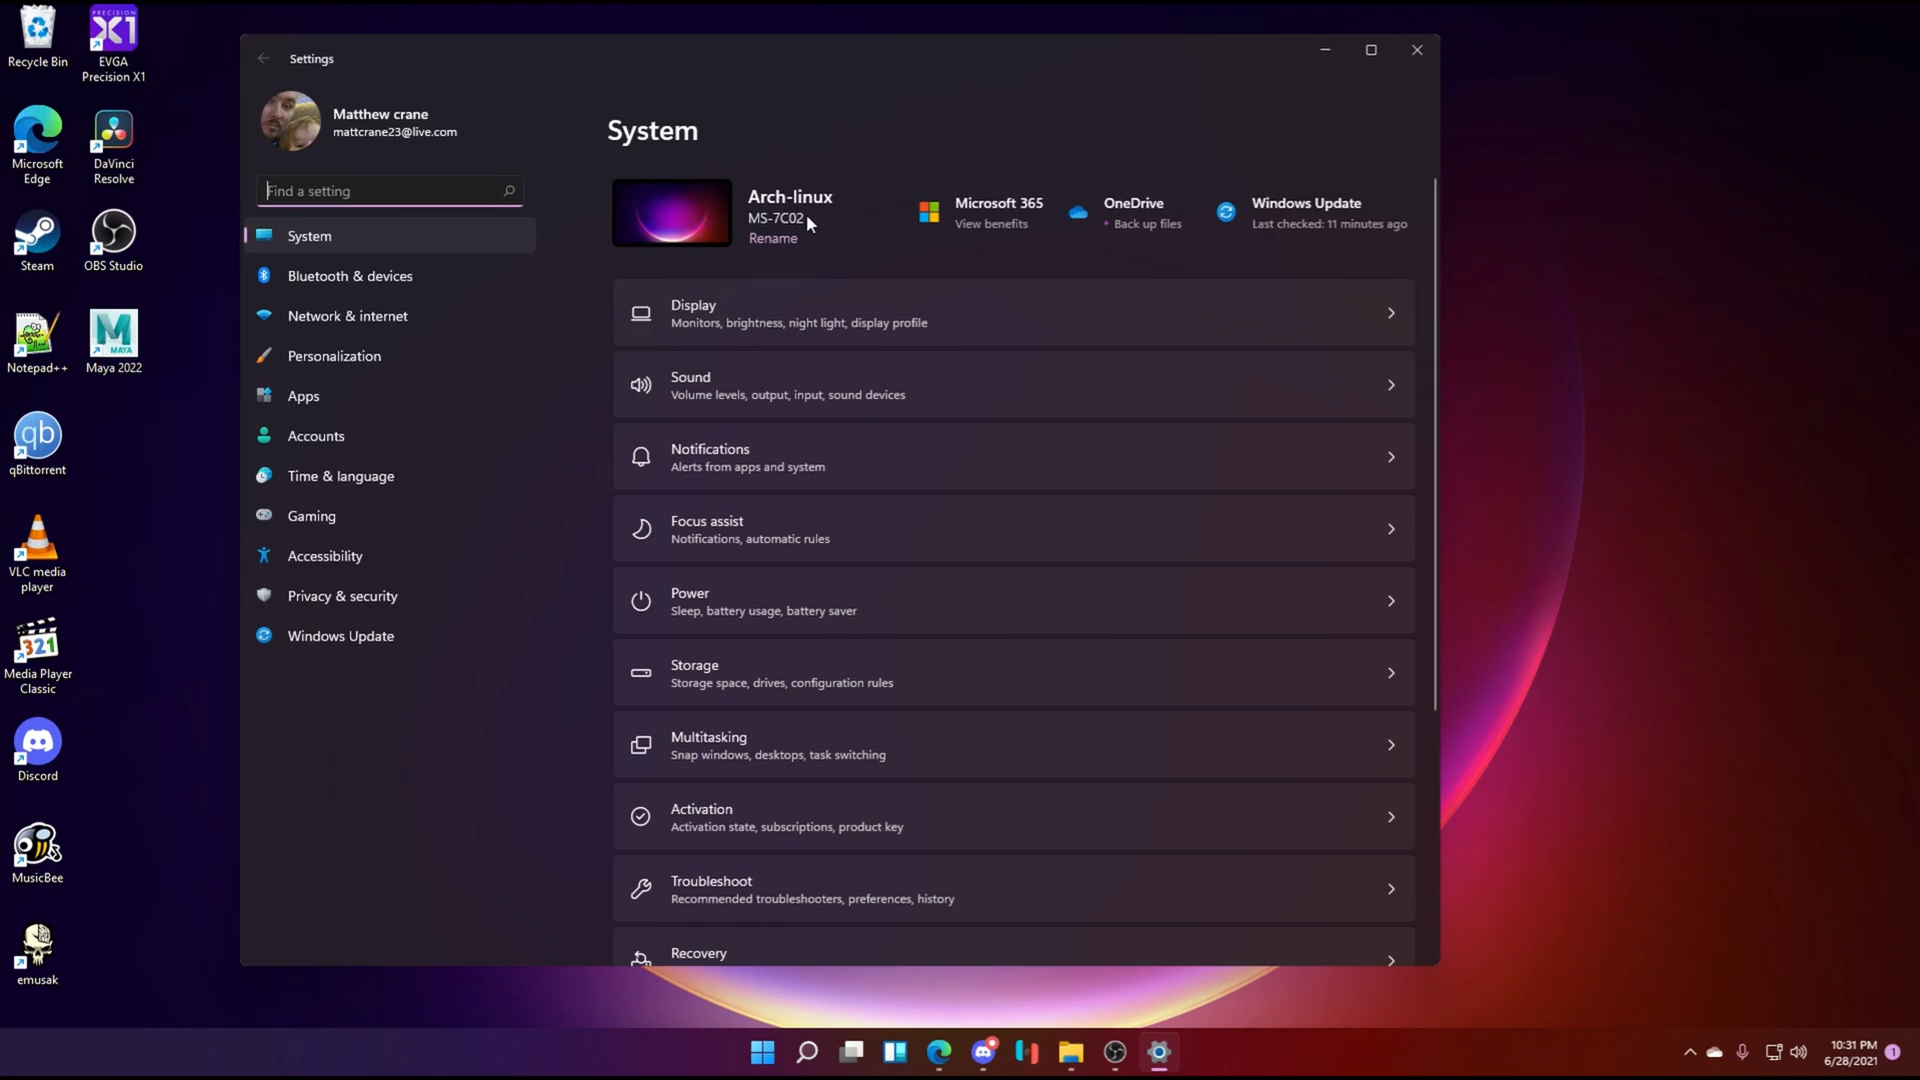 Recycle Bin
EVGA
Precision X1
PRECISION
X1
Microsoft
Edge
DaVinci
Resolve
Steam
OBS Studio
Notepad++
MAYA
Maya 2022
qb
qBittorrent
VLC media
player
321
Media Player
Classic
Discord
MusicBee
emusak
Settings
Matthew crane
mattcrane23@live.com
Find a setting
System
Bluetooth & devices
Network & internet
Personalization
Apps
Accounts
Time & language
Gaming
Accessibility
Privacy & security
Windows Update
System
Arch-linux
MS-7C02
Rename
Microsoft 365
View benefits
OneDrive
• Back up files
Windows Update
Last checked: 11 minutes ago
Display
Monitors, brightness, night light, display profile
Sound
Volume levels, output, input, sound devices
Notifications
Alerts from apps and system
Focus assist
Notifications, automatic rules
Power
Sleep, battery usage, battery saver
Storage
Storage space, drives, configuration rules
Multitasking
Snap windows, desktops, task switching
Activation
Activation state, subscriptions, product key
Troubleshoot
Recommended troubleshooters, preferences, history
Recovery
10:31 PM
6/28/2021
1